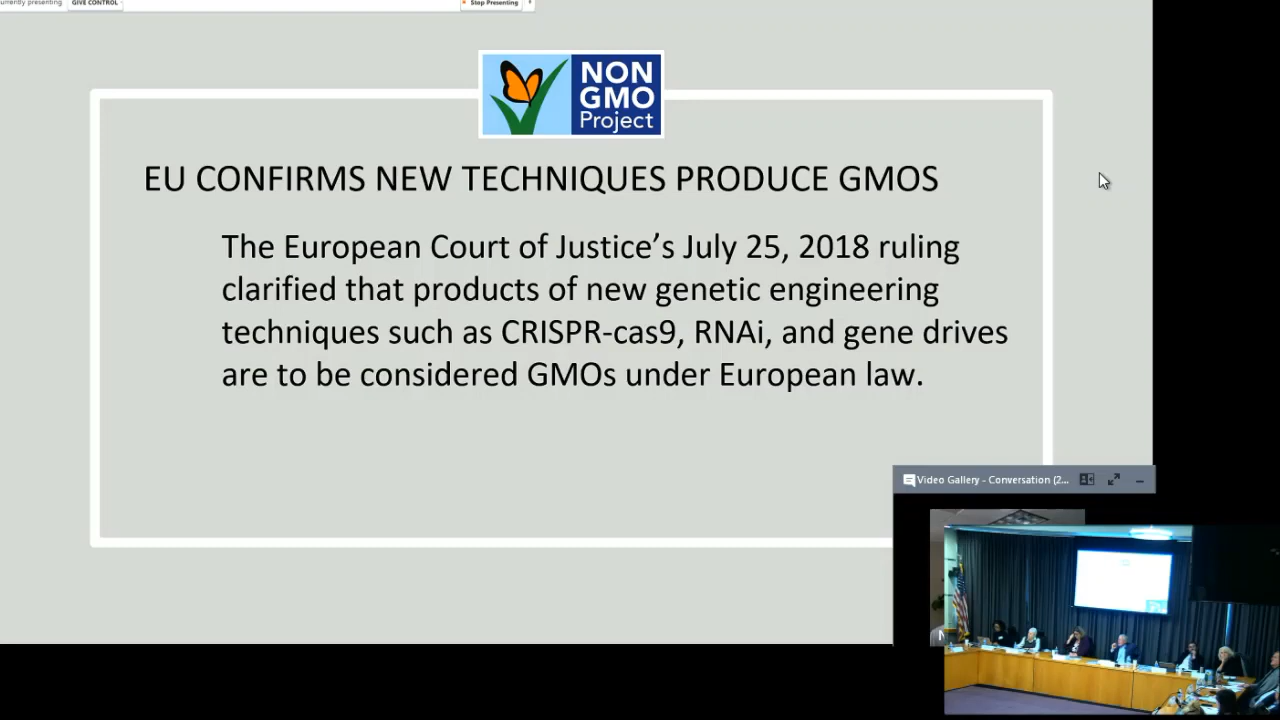 urrently presenting GIVE CONTROL Stop Presenting
NON
GMO
Project
EU CONFIRMS NEW TECHNIQUES PRODUCE GMOS
The European Court of Justice’s July 25, 2018 ruling
clarified that products of new genetic engineering
techniques such as CRISPR-cas9, RNAi, and gene drives
are to be considered GMOs under European law.
Video Gallery - Conversation (2...